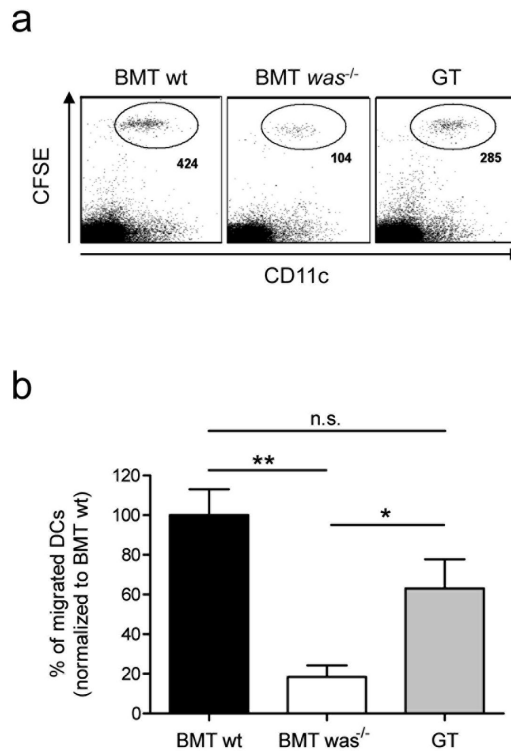 a
BMT wt BMT was-/- GT
CFSE
424 104 285
CD11c
b
n.s.
**
*
% of migrated DCs
(normalized to BMT wt)
120
100
80
60
40
20
0
BMT wt BMT was-/- GT